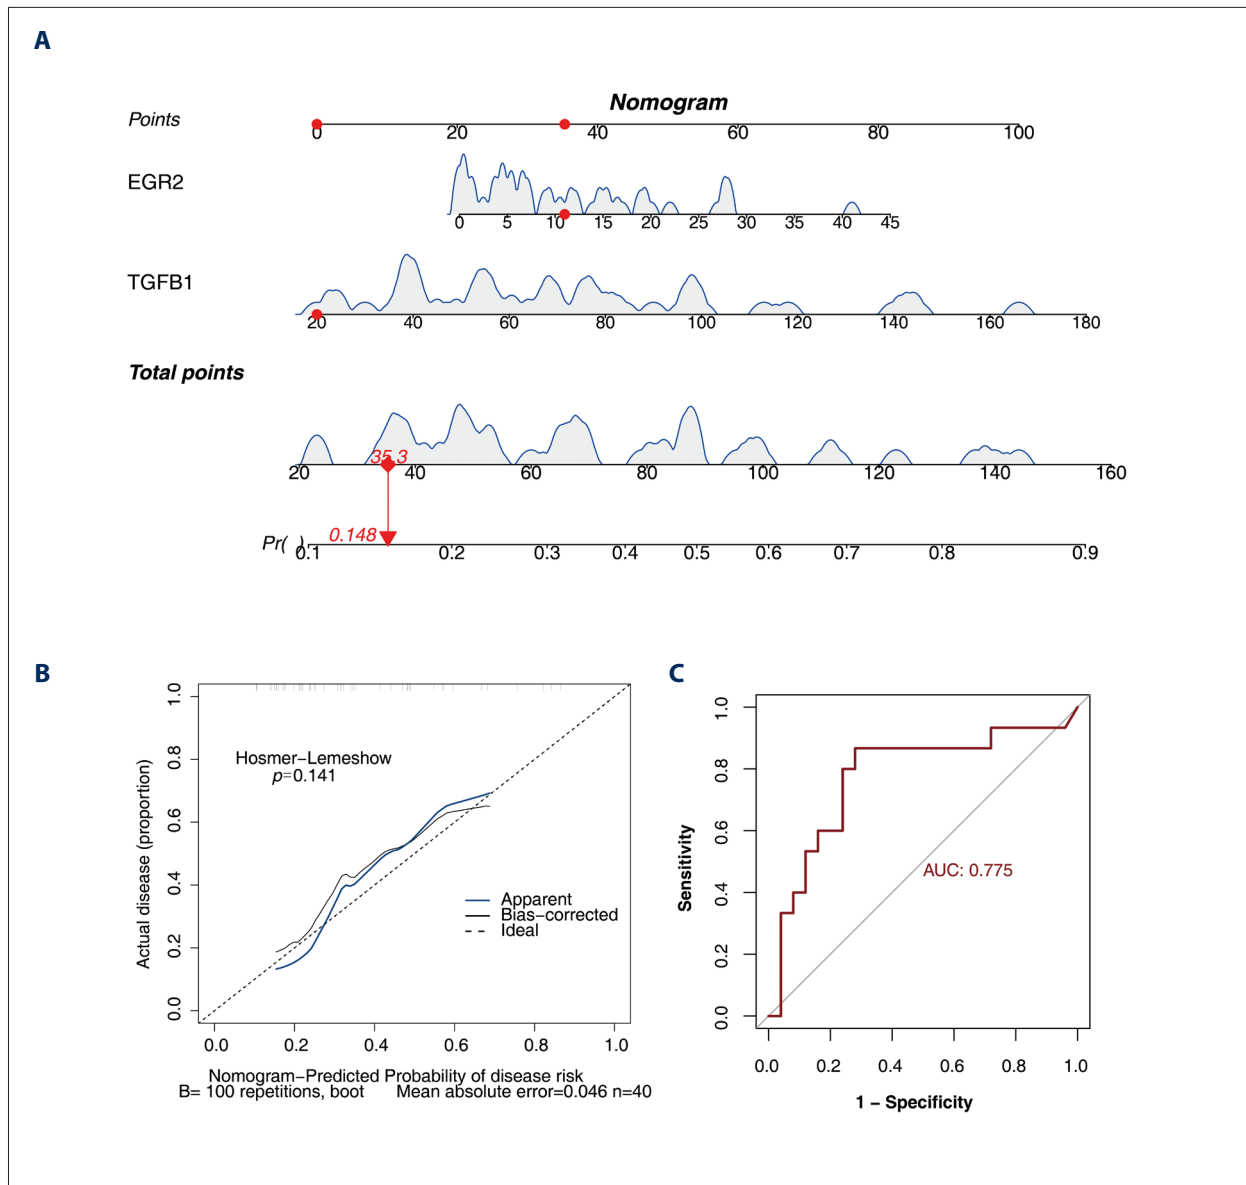 A
Nomogram
Points
0 20 40 60 80 100
EGR2
0 5 10 15 20 25 30 35 40 45
TGFB1
20 40 60 80 100 120 140 160 180
Total points
35.3
20 40 60 80 100 120 140 160
0.148
Pr( )
0.1 0.2 0.3 0.4 0.5 0.6 0.7 0.8 0.9
B
Hosmer–Lemeshow
p=0.141
Actual disease (proportion)
0.0 0.2 0.4 0.6 0.8 1.0
Apparent
Bias–corrected
Ideal
0.0 0.2 0.4 0.6 0.8 1.0
Nomogram–Predicted Probability of disease risk
B= 100 repetitions, boot Mean absolute error=0.046 n=40
C
Sensitivity
0.0 0.2 0.4 0.6 0.8 1.0
AUC: 0.775
0.0 0.2 0.4 0.6 0.8 1.0
1 – Specificity